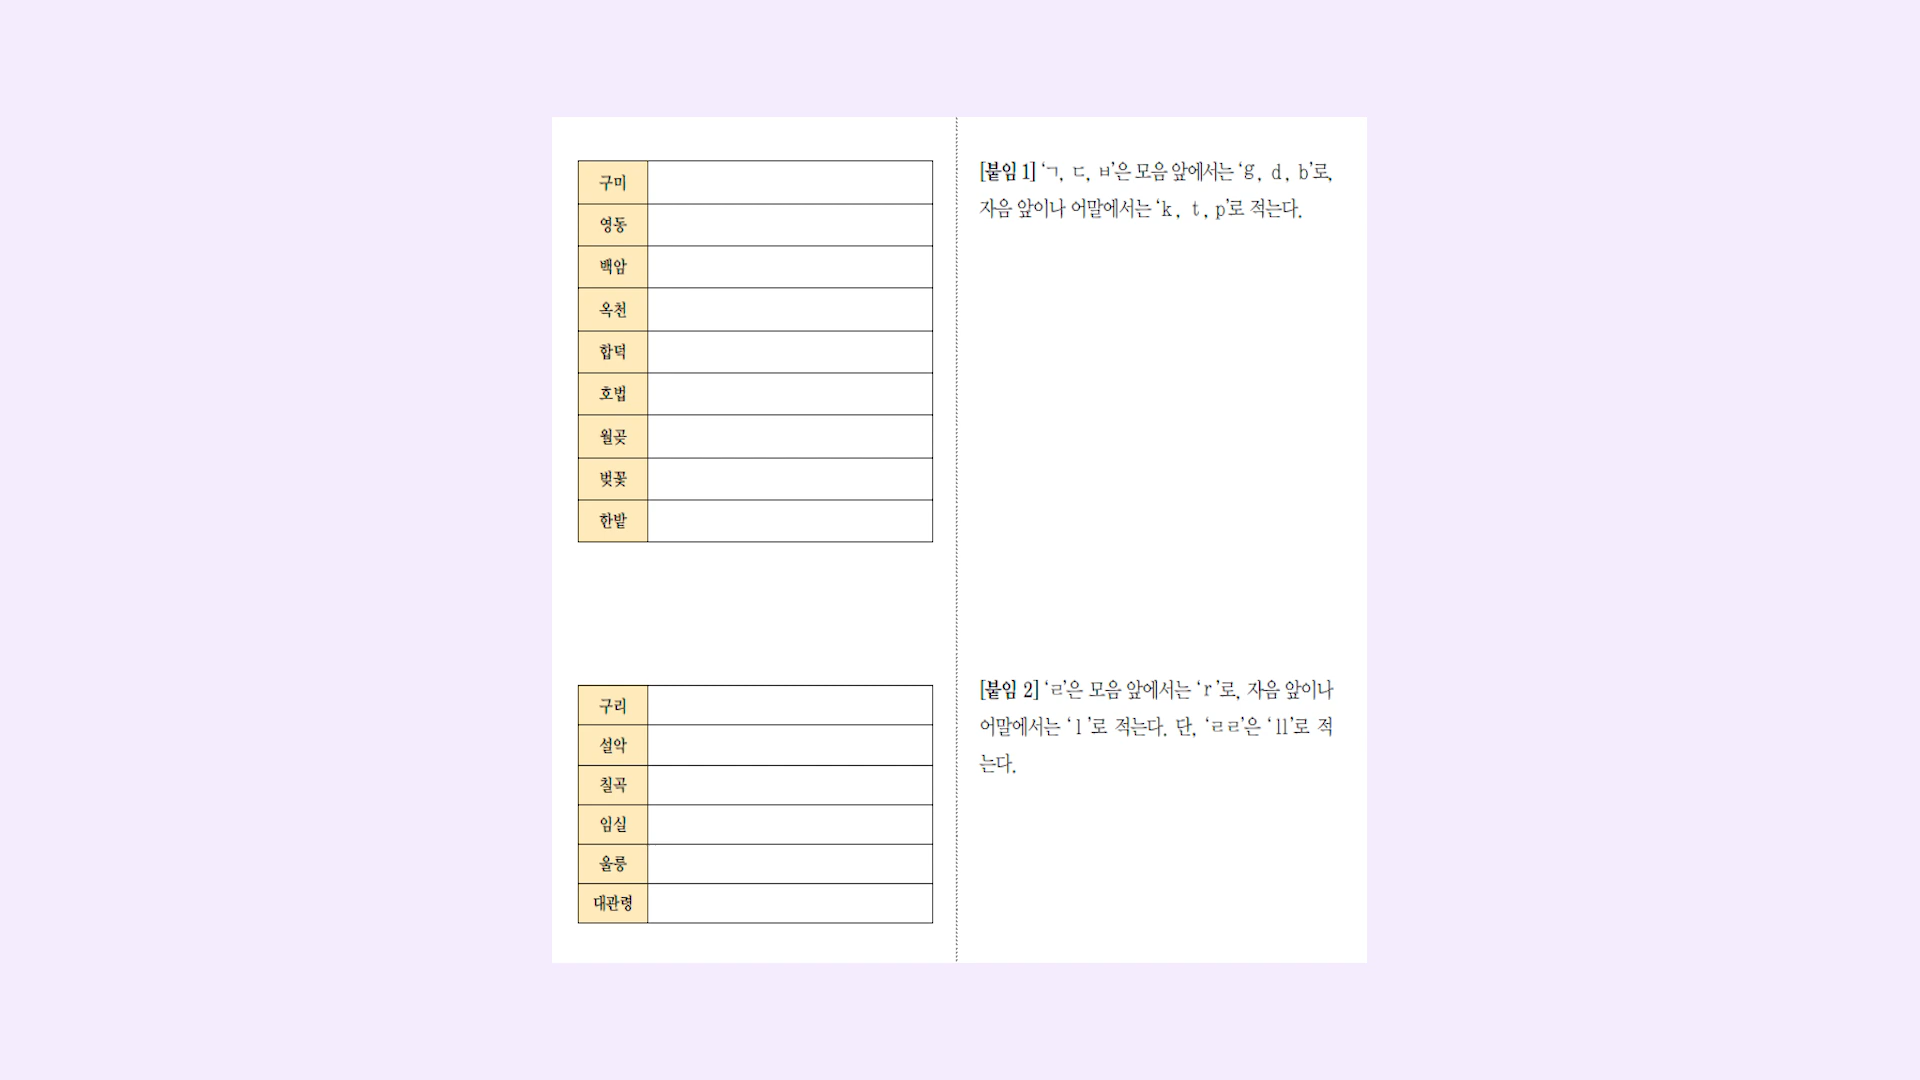 구미
영동
백암
옥천
합덕
호법
월곶
벚꽃
한밭
구리
설악
칠곡
임실
울릉
대관령
[붙임 1] ‘ㄱ, ㄷ, ㅂ’은 모음 앞에서는 ‘g, d, b’로,
자음 앞이나 어말에서는 ‘k, t, p’로 적는다.
[붙임 2] ‘ㄹ’은 모음 앞에서는 ‘r’로, 자음 앞이나
어말에서는 ‘l’로 적는다. 단, ‘ㄹㄹ’은 ‘ll’로 적
는다.